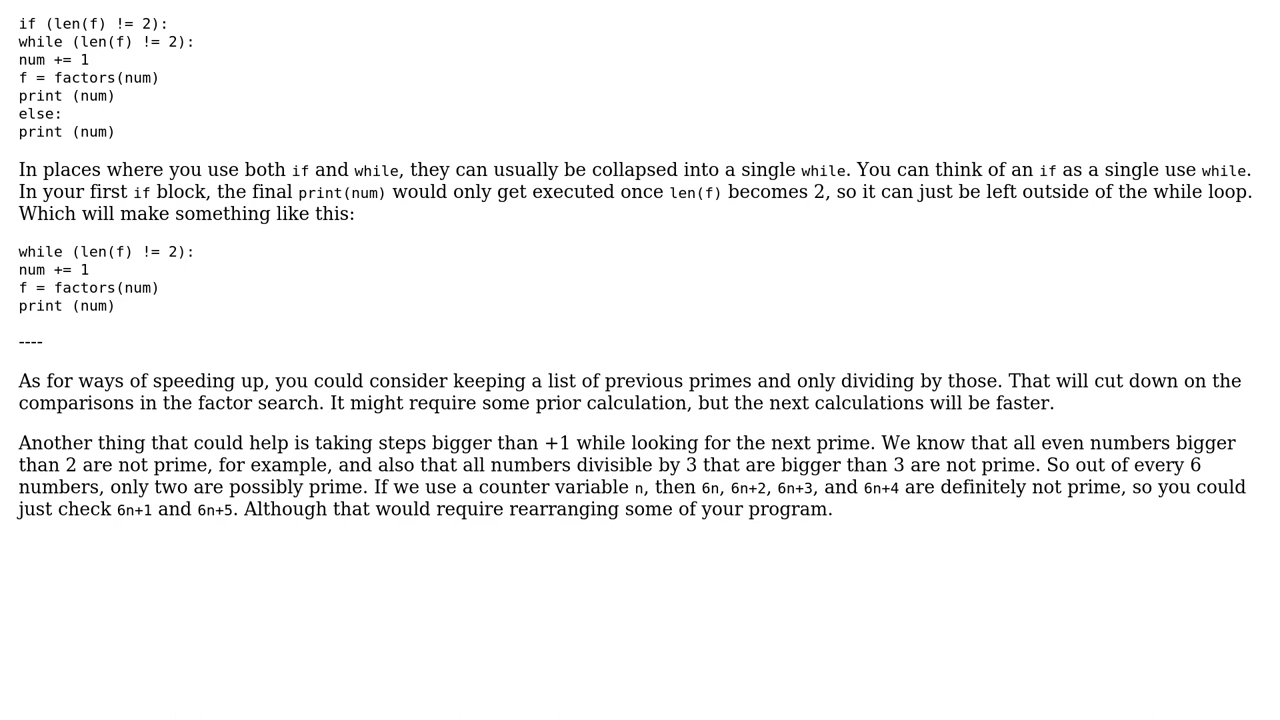 if (len(f) != 2):
while (len(f) != 2):
num += 1
f = factors(num)
print (num)
else:
print (num)
In places where you use both if and while, they can usually be collapsed into a single while. You can think of an if as a single use while.
In your first if block, the final print(num) would only get executed once len(f) becomes 2, so it can just be left outside of the while loop.
Which will make something like this:
while (len(f) != 2):
num += 1
f = factors(num)
print (num)
----
As for ways of speeding up, you could consider keeping a list of previous primes and only dividing by those. That will cut down on the
comparisons in the factor search. It might require some prior calculation, but the next calculations will be faster.
Another thing that could help is taking steps bigger than +1 while looking for the next prime. We know that all even numbers bigger
than 2 are not prime, for example, and also that all numbers divisible by 3 that are bigger than 3 are not prime. So out of every 6
numbers, only two are possibly prime. If we use a counter variable n, then 6n, 6n+2, 6n+3, and 6n+4 are definitely not prime, so you could
just check 6n+1 and 6n+5. Although that would require rearranging some of your program.